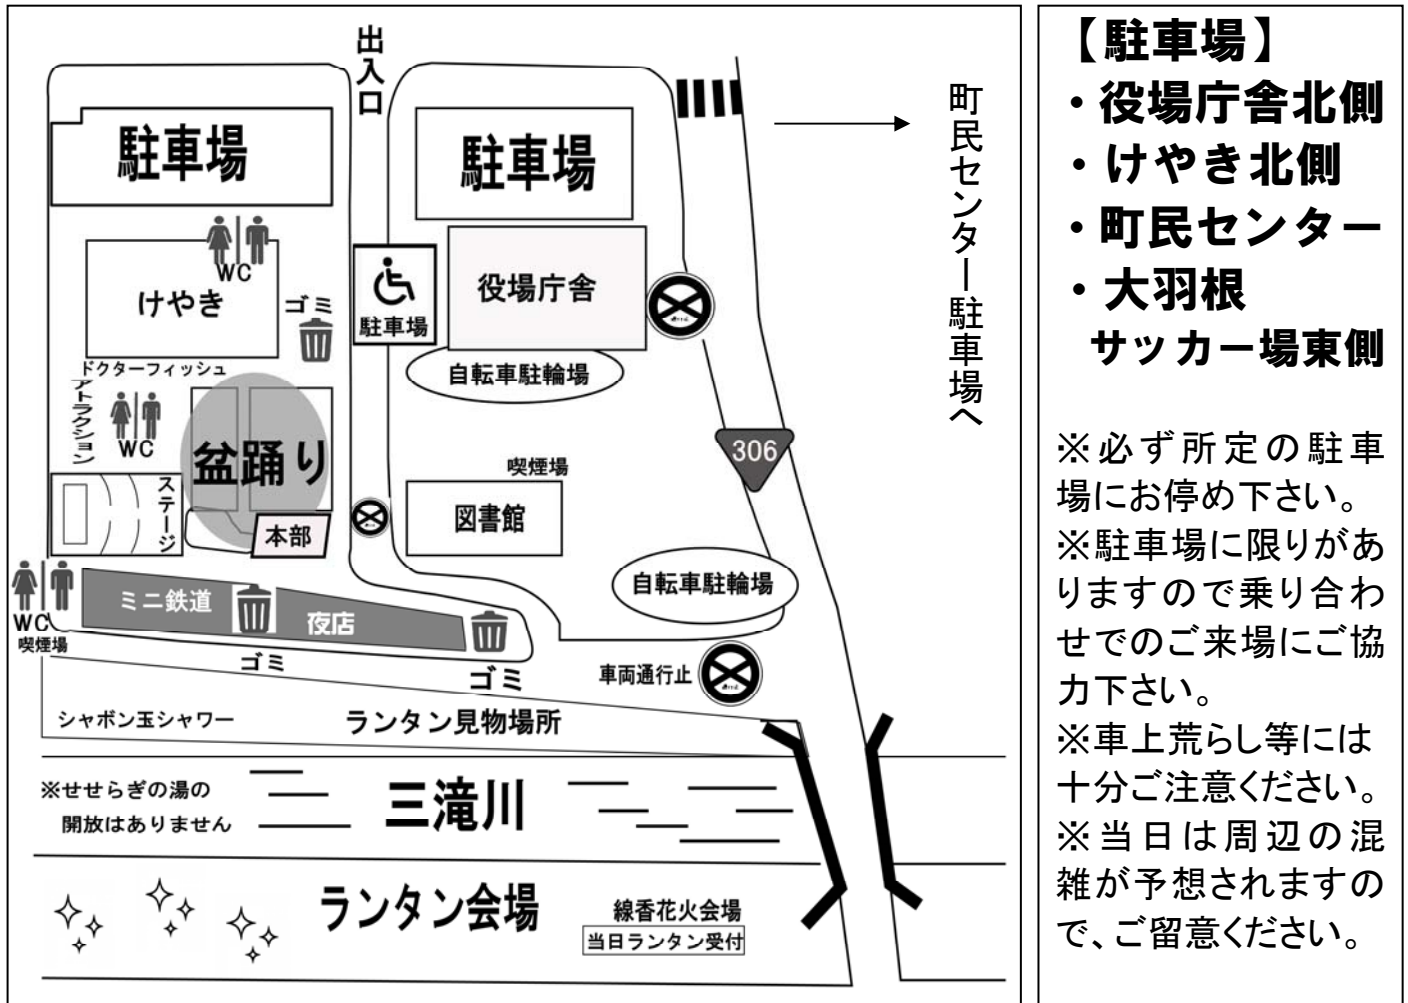 出入口
駐車場
駐車場
町民センター駐車場へ
WC
けやき
ゴミ
駐車場
役場庁舎
ドクターフィッシュ
自転車駐輪場
アトラクション
WC
盆踊り
306
喫煙場
ステージ
本部
図書館
自転車駐輪場
WC
喫煙場
ミニ鉄道
夜店
ゴミ
ゴミ
車両通行止
シャボン玉シャワー
ランタン見物場所
※せせらぎの湯の
開放はありません
三滝川
ランタン会場
線香花火会場
当日ランタン受付
【駐車場】
・役場庁舎北側
・けやき北側
・町民センター
・大羽根
サッカー場東側
※必ず所定の駐車
場にお停め下さい。
※駐車場に限りがあ
りますので乗り合わ
せでのご来場にご協
力下さい。
※車上荒らし等には
十分ご注意ください。
※当日は周辺の混
雑が予想されますの
で、ご留意ください。